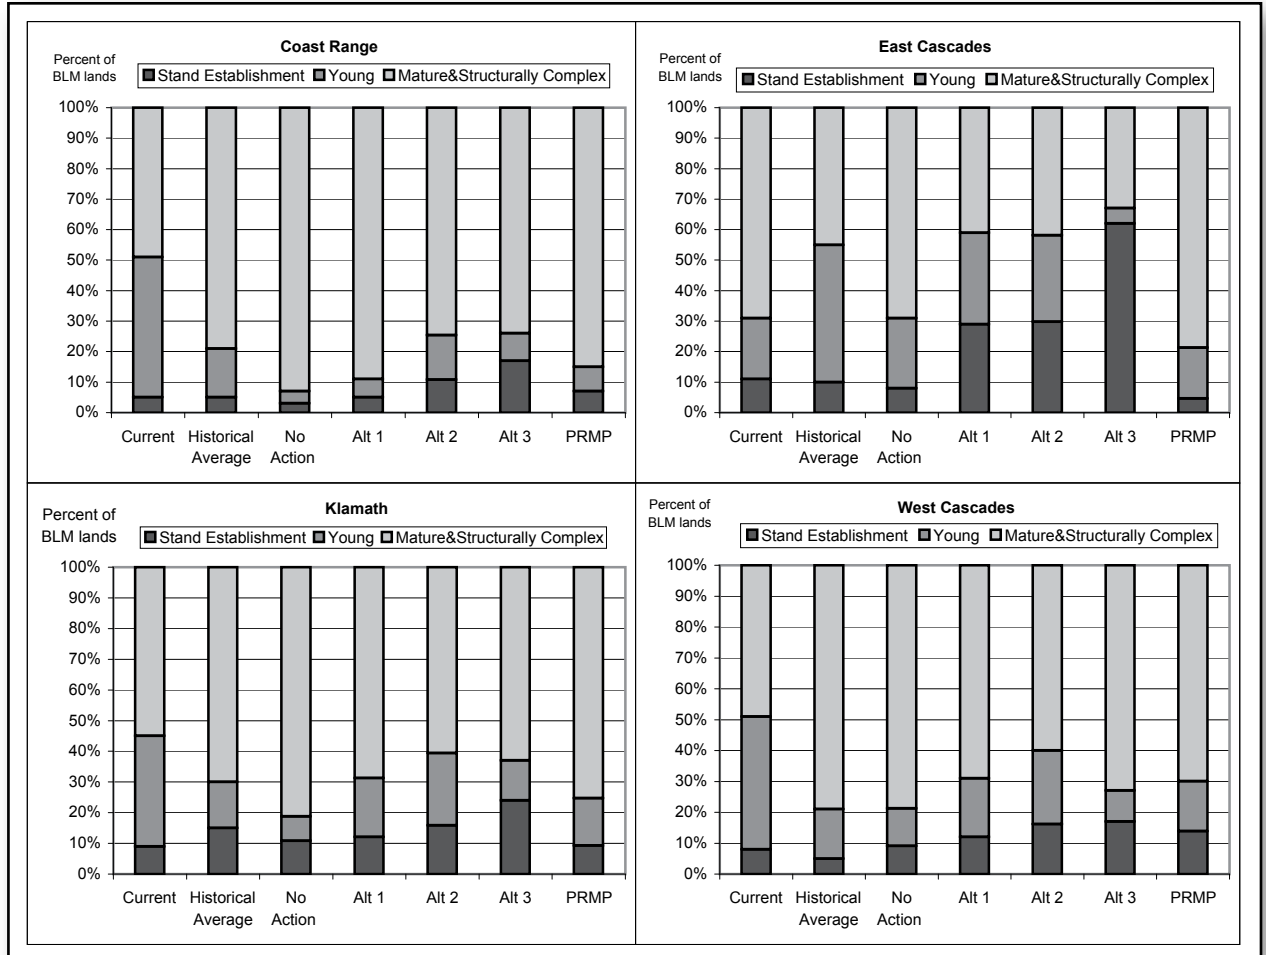 Coast Range
Percent of
BLM lands
Stand Establishment Young Mature&Structurally Complex
100%
90%
80%
70%
60%
50%
40%
30%
20%
10%
0%
Current Historical No Alt 1 Alt 2 Alt 3 PRMP
Average Action
East Cascades
Percent of
BLM lands
Stand Establishment Young Mature&Structurally Complex
100%
90%
80%
70%
60%
50%
40%
30%
20%
10%
0%
Current Historical No Alt 1 Alt 2 Alt 3 PRMP
Average Action
Klamath
Percent of
BLM lands
Stand Establishment Young Mature&Structurally Complex
100%
90%
80%
70%
60%
50%
40%
30%
20%
10%
0%
Current Historical No Alt 1 Alt 2 Alt 3 PRMP
Average Action
West Cascades
Percent of
BLM lands
Stand Establishment Young Mature&Structurally Complex
100%
90%
80%
70%
60%
50%
40%
30%
20%
10%
0%
Current Historical No Alt 1 Alt 2 Alt 3 PRMP
Average Action